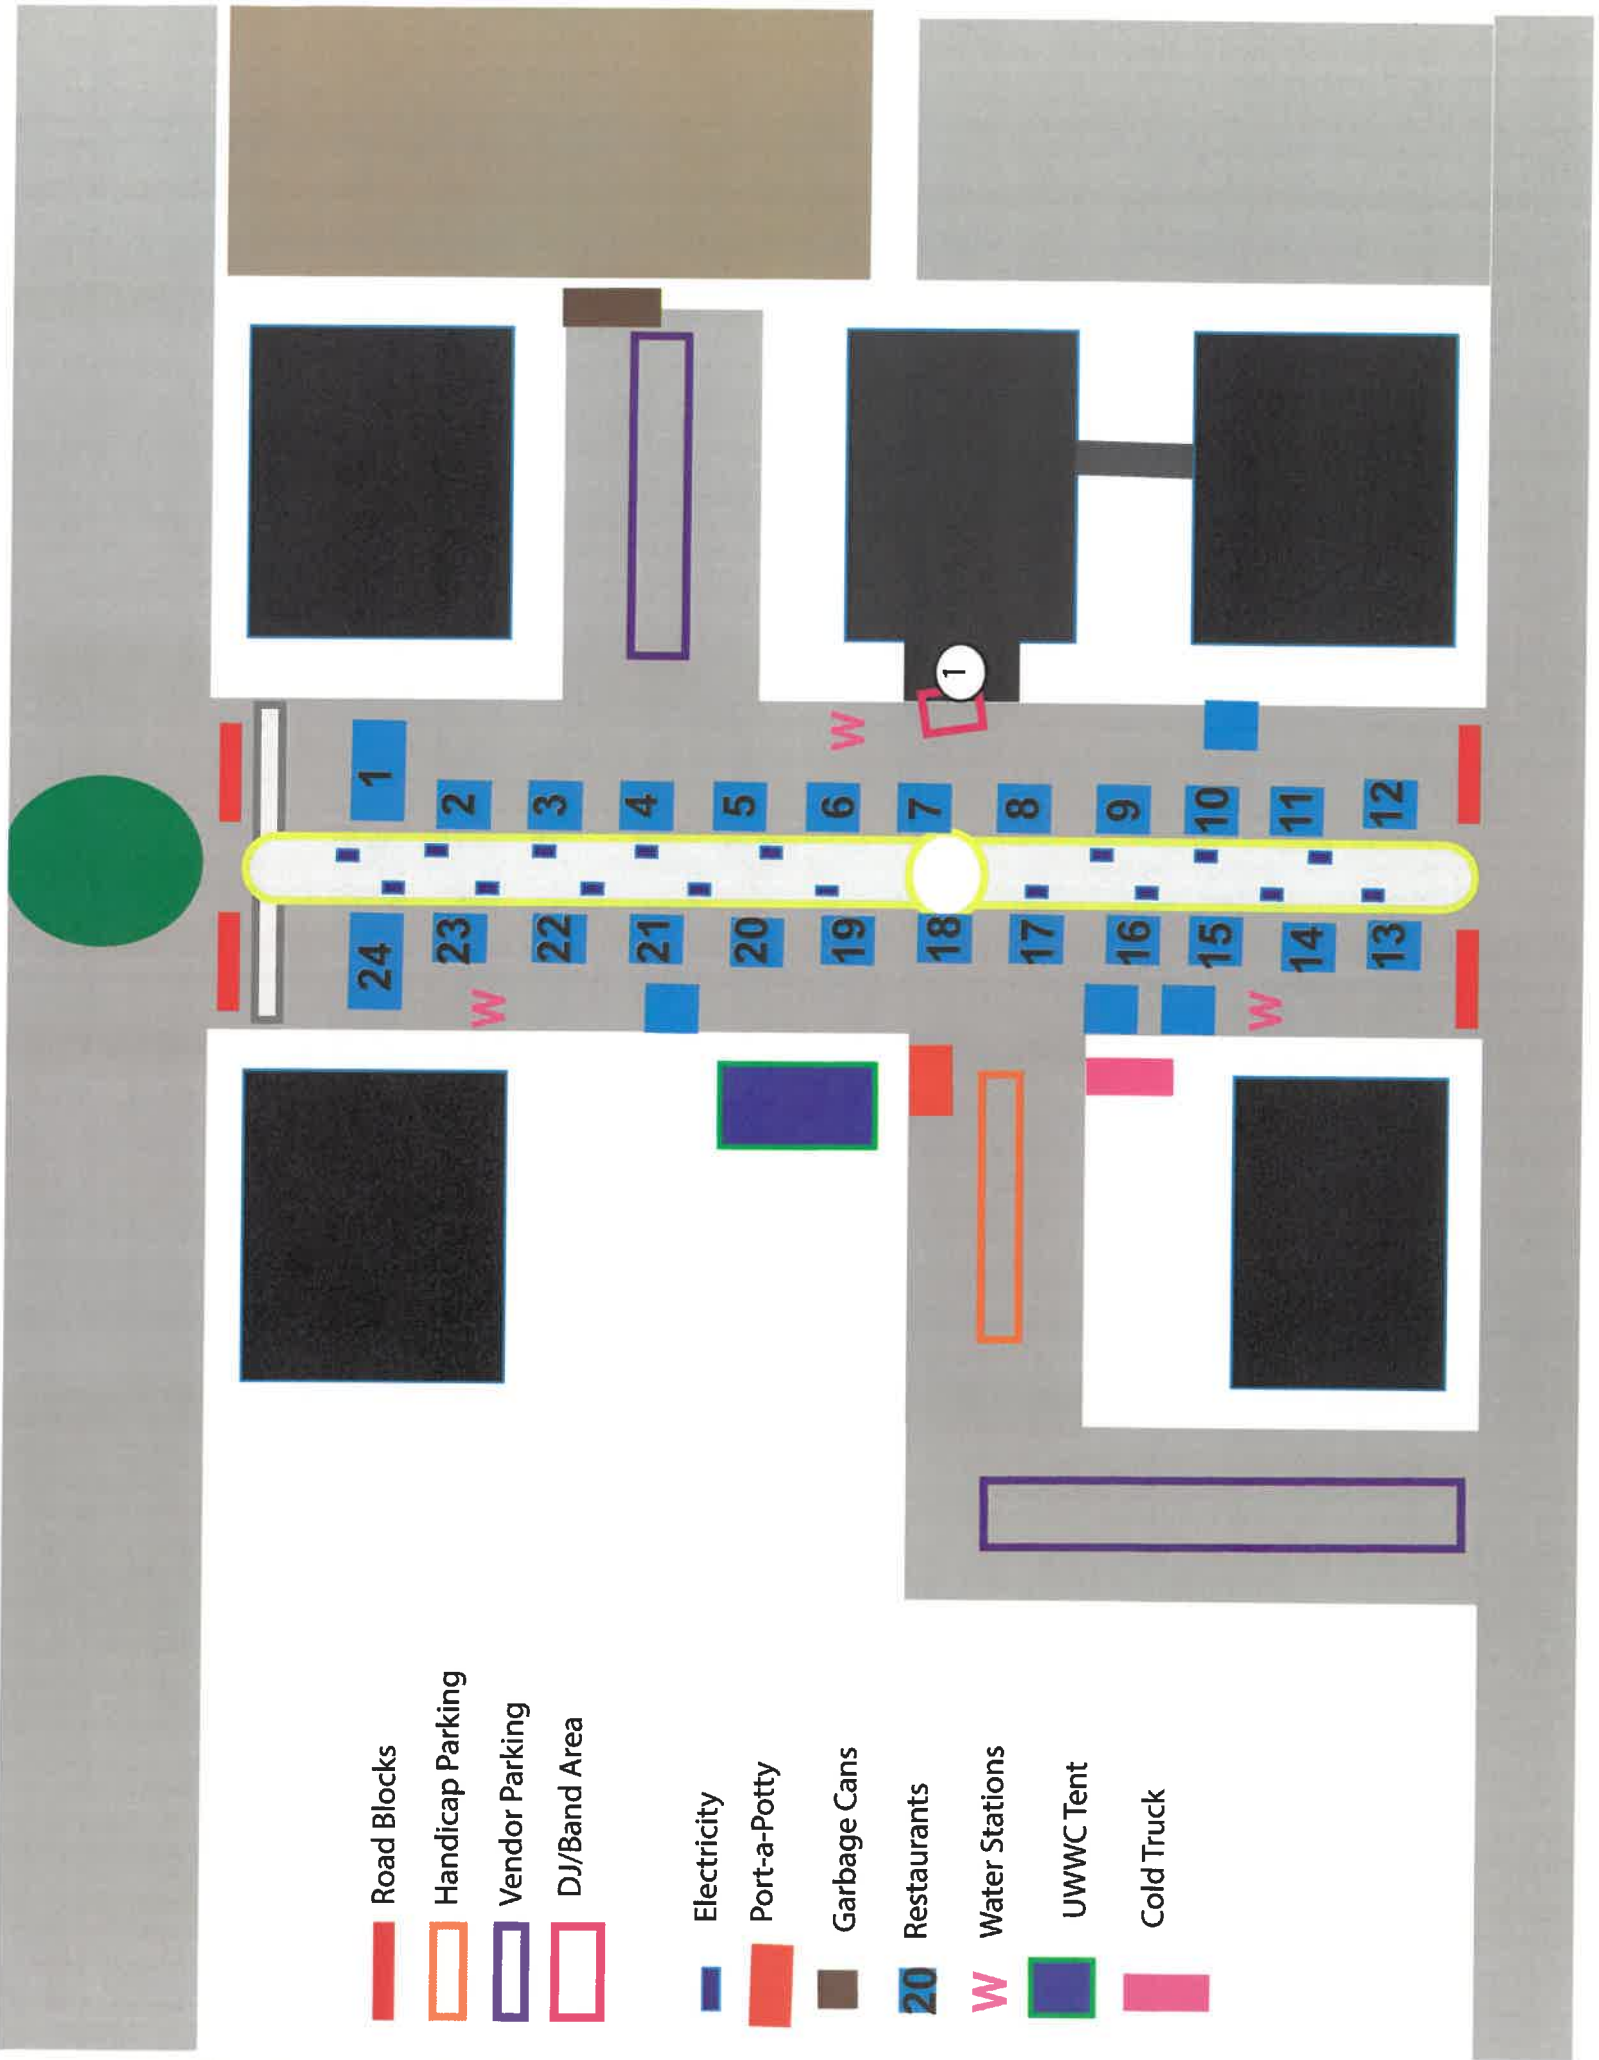 W
1
1
2
3
4
5
6
7
8
9
10
11
12
24
23
22
21
20
19
18
17
16
15
14
13
W
W
Road Blocks
Handicap Parking
Vendor Parking
DJ/Band Area
Electricity
Port-a-Potty
Garbage Cans
20 Restaurants
W Water Stations
UWWC Tent
Cold Truck